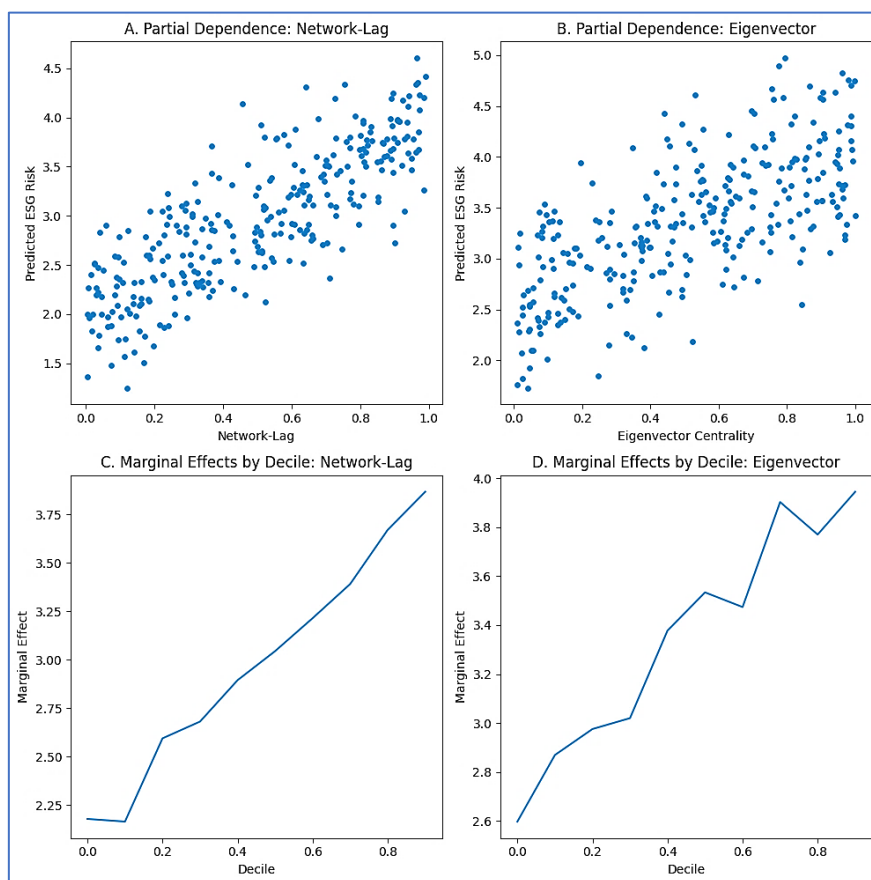 A. Partial Dependence: Network-Lag
Predicted ESG Risk
4.5
4.0
3.5
3.0
2.5
2.0
1.5
0.0 0.2 0.4 0.6 0.8 1.0
Network-Lag
B. Partial Dependence: Eigenvector
Predicted ESG Risk
5.0
4.5
4.0
3.5
3.0
2.5
2.0
0.0 0.2 0.4 0.6 0.8 1.0
Eigenvector Centrality
C. Marginal Effects by Decile: Network-Lag
Marginal Effect
3.75
3.50
3.25
3.00
2.75
2.50
2.25
0.0 0.2 0.4 0.6 0.8
Decile
D. Marginal Effects by Decile: Eigenvector
Marginal Effect
4.0
3.8
3.6
3.4
3.2
3.0
2.8
2.6
0.0 0.2 0.4 0.6 0.8
Decile